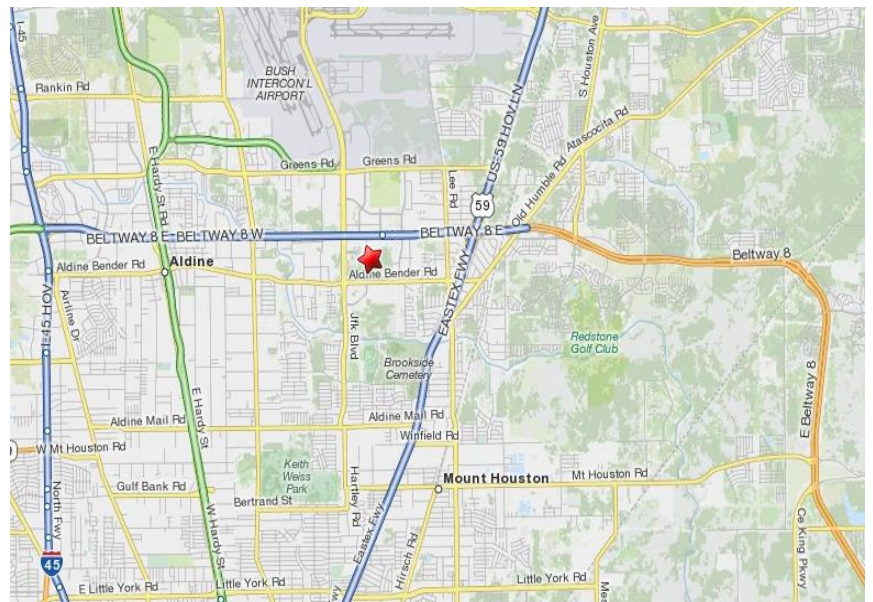 I-45
BUSH
INTERCON'L
AIRPORT
S Houston Ave
US-59 HOV LN
Rankin Rd
Atascocita Rd
E Hardy St Rd
Greens Rd
Greens Rd
Lee Rd
Old Humble Rd
59
BELTWAY 8 E
BELTWAY 8 W
BELTWAY 8 E
Beltway 8
Aldine Bender Rd
Aldine
Aldine Bender Rd
EASTEX FWY
Airline Dr
I-45 HOV
Jfk Blvd
Redstone
Golf Club
Brookside
Cemetery
E Beltway 8
E Hardy St
Aldine Mail Rd
Aldine Mail Rd
Winfield Rd
W Mt Houston Rd
Keith
Weiss
Park
Mount Houston
Mt Houston Rd
Gulf Bank Rd
Hartley Rd
Bertrand St
North Fwy
W Hardy St
Eastex Fwy
Hirsch Rd
Ce King Pkwy
45
E Little York Rd
Little York Rd
Little York Rd
wy
Mes